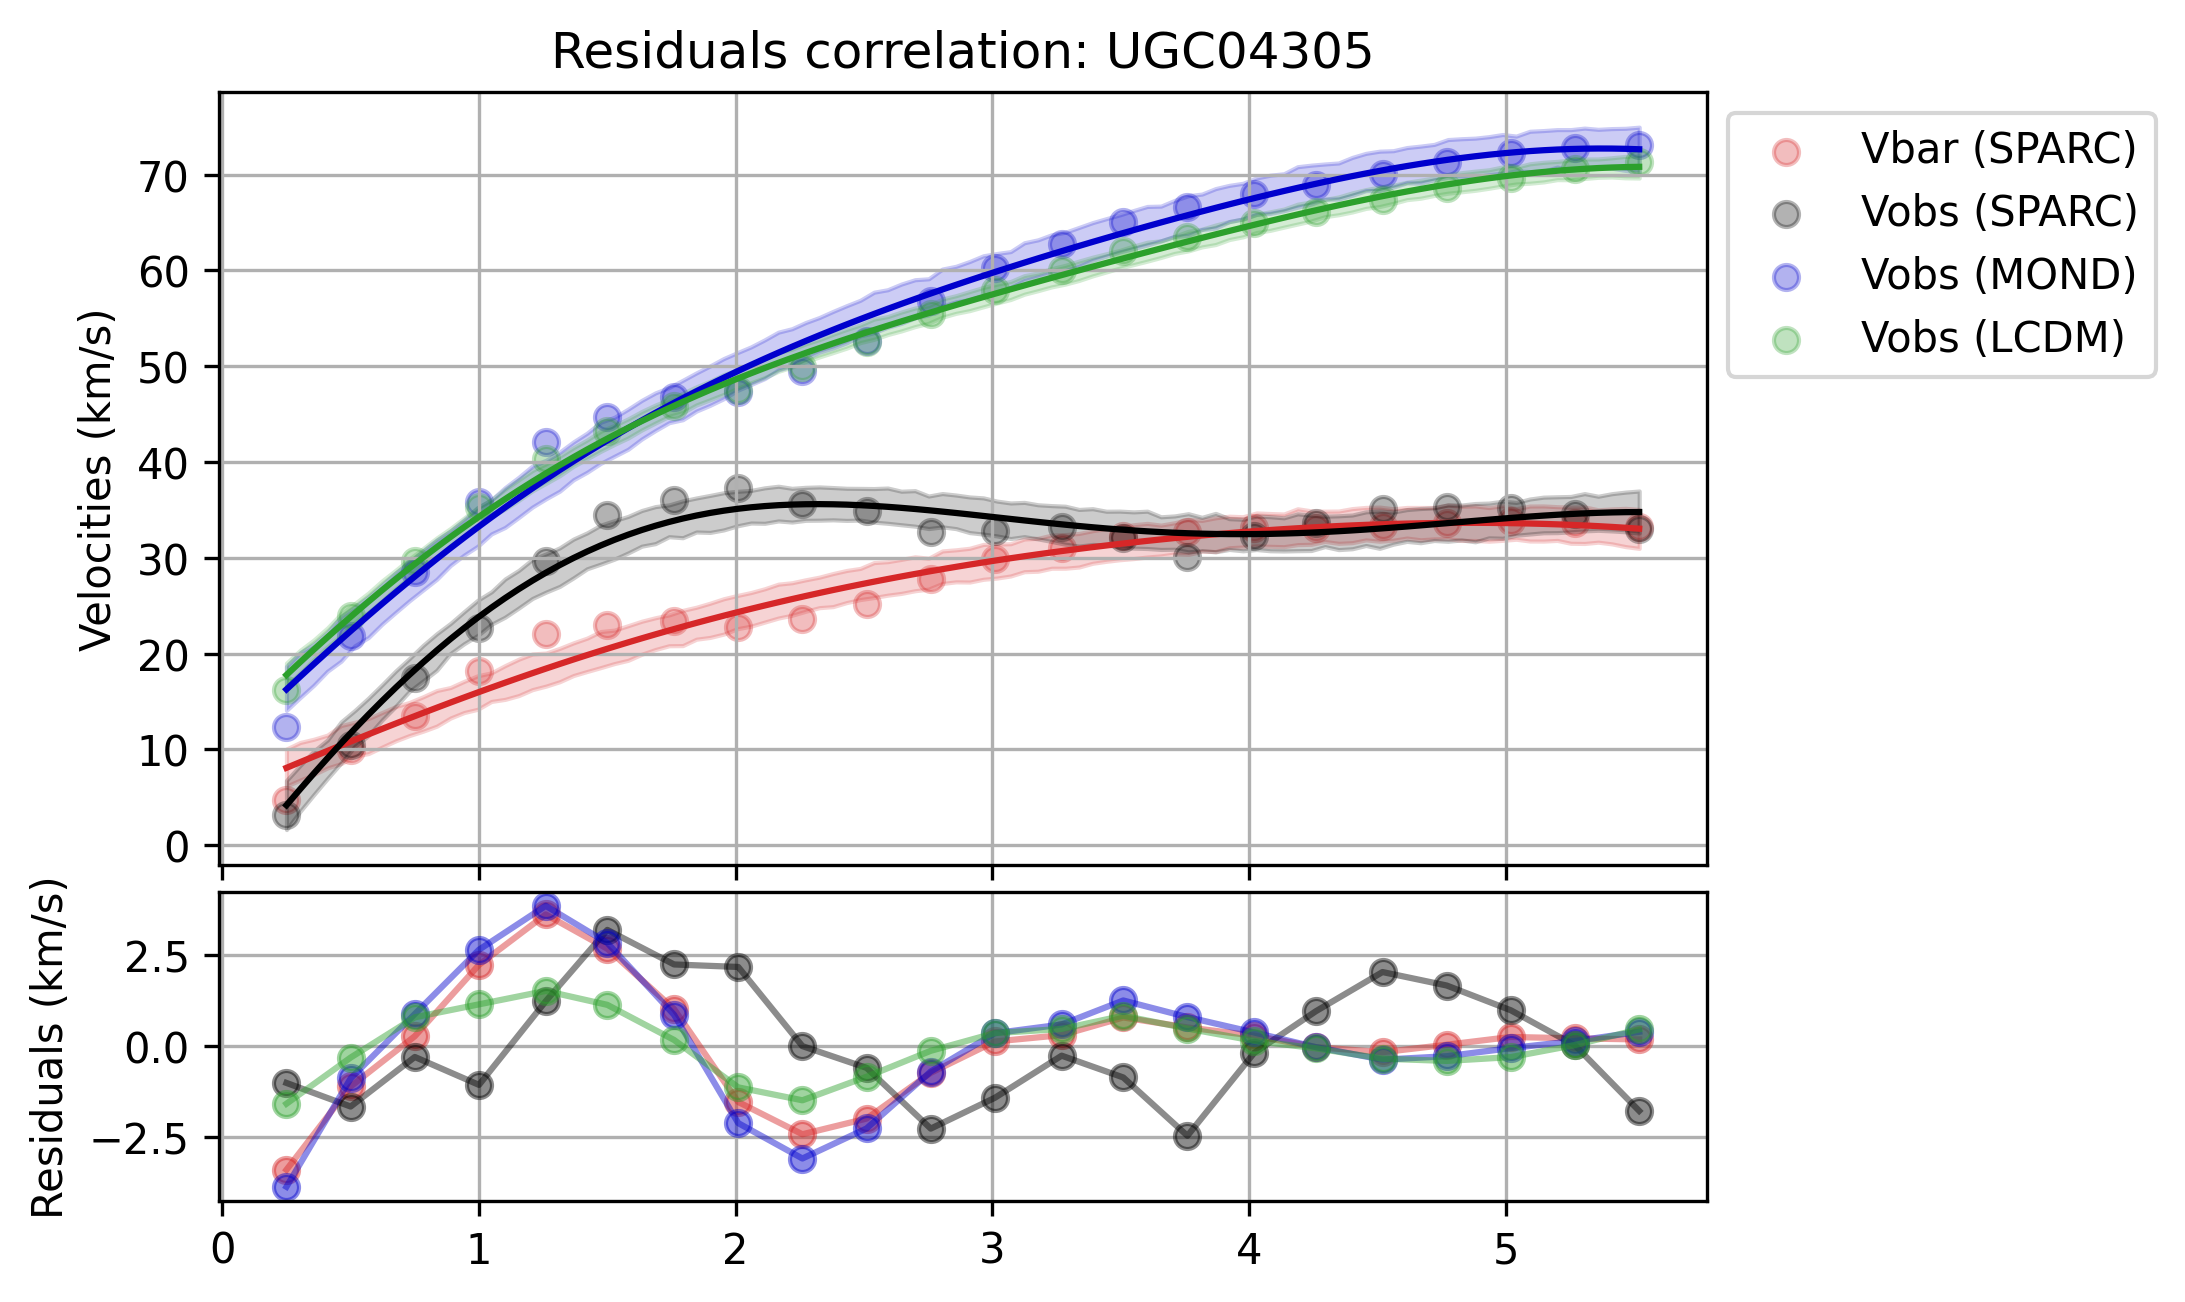 Residuals correlation: UGC04305
Velocities (km/s)
70
60
50
40
30
20
10
0
Vbar (SPARC)
Vobs (SPARC)
Vobs (MOND)
Vobs (LCDM)
Residuals (km/s)
2.5
0.0
−2.5
0 1 2 3 4 5